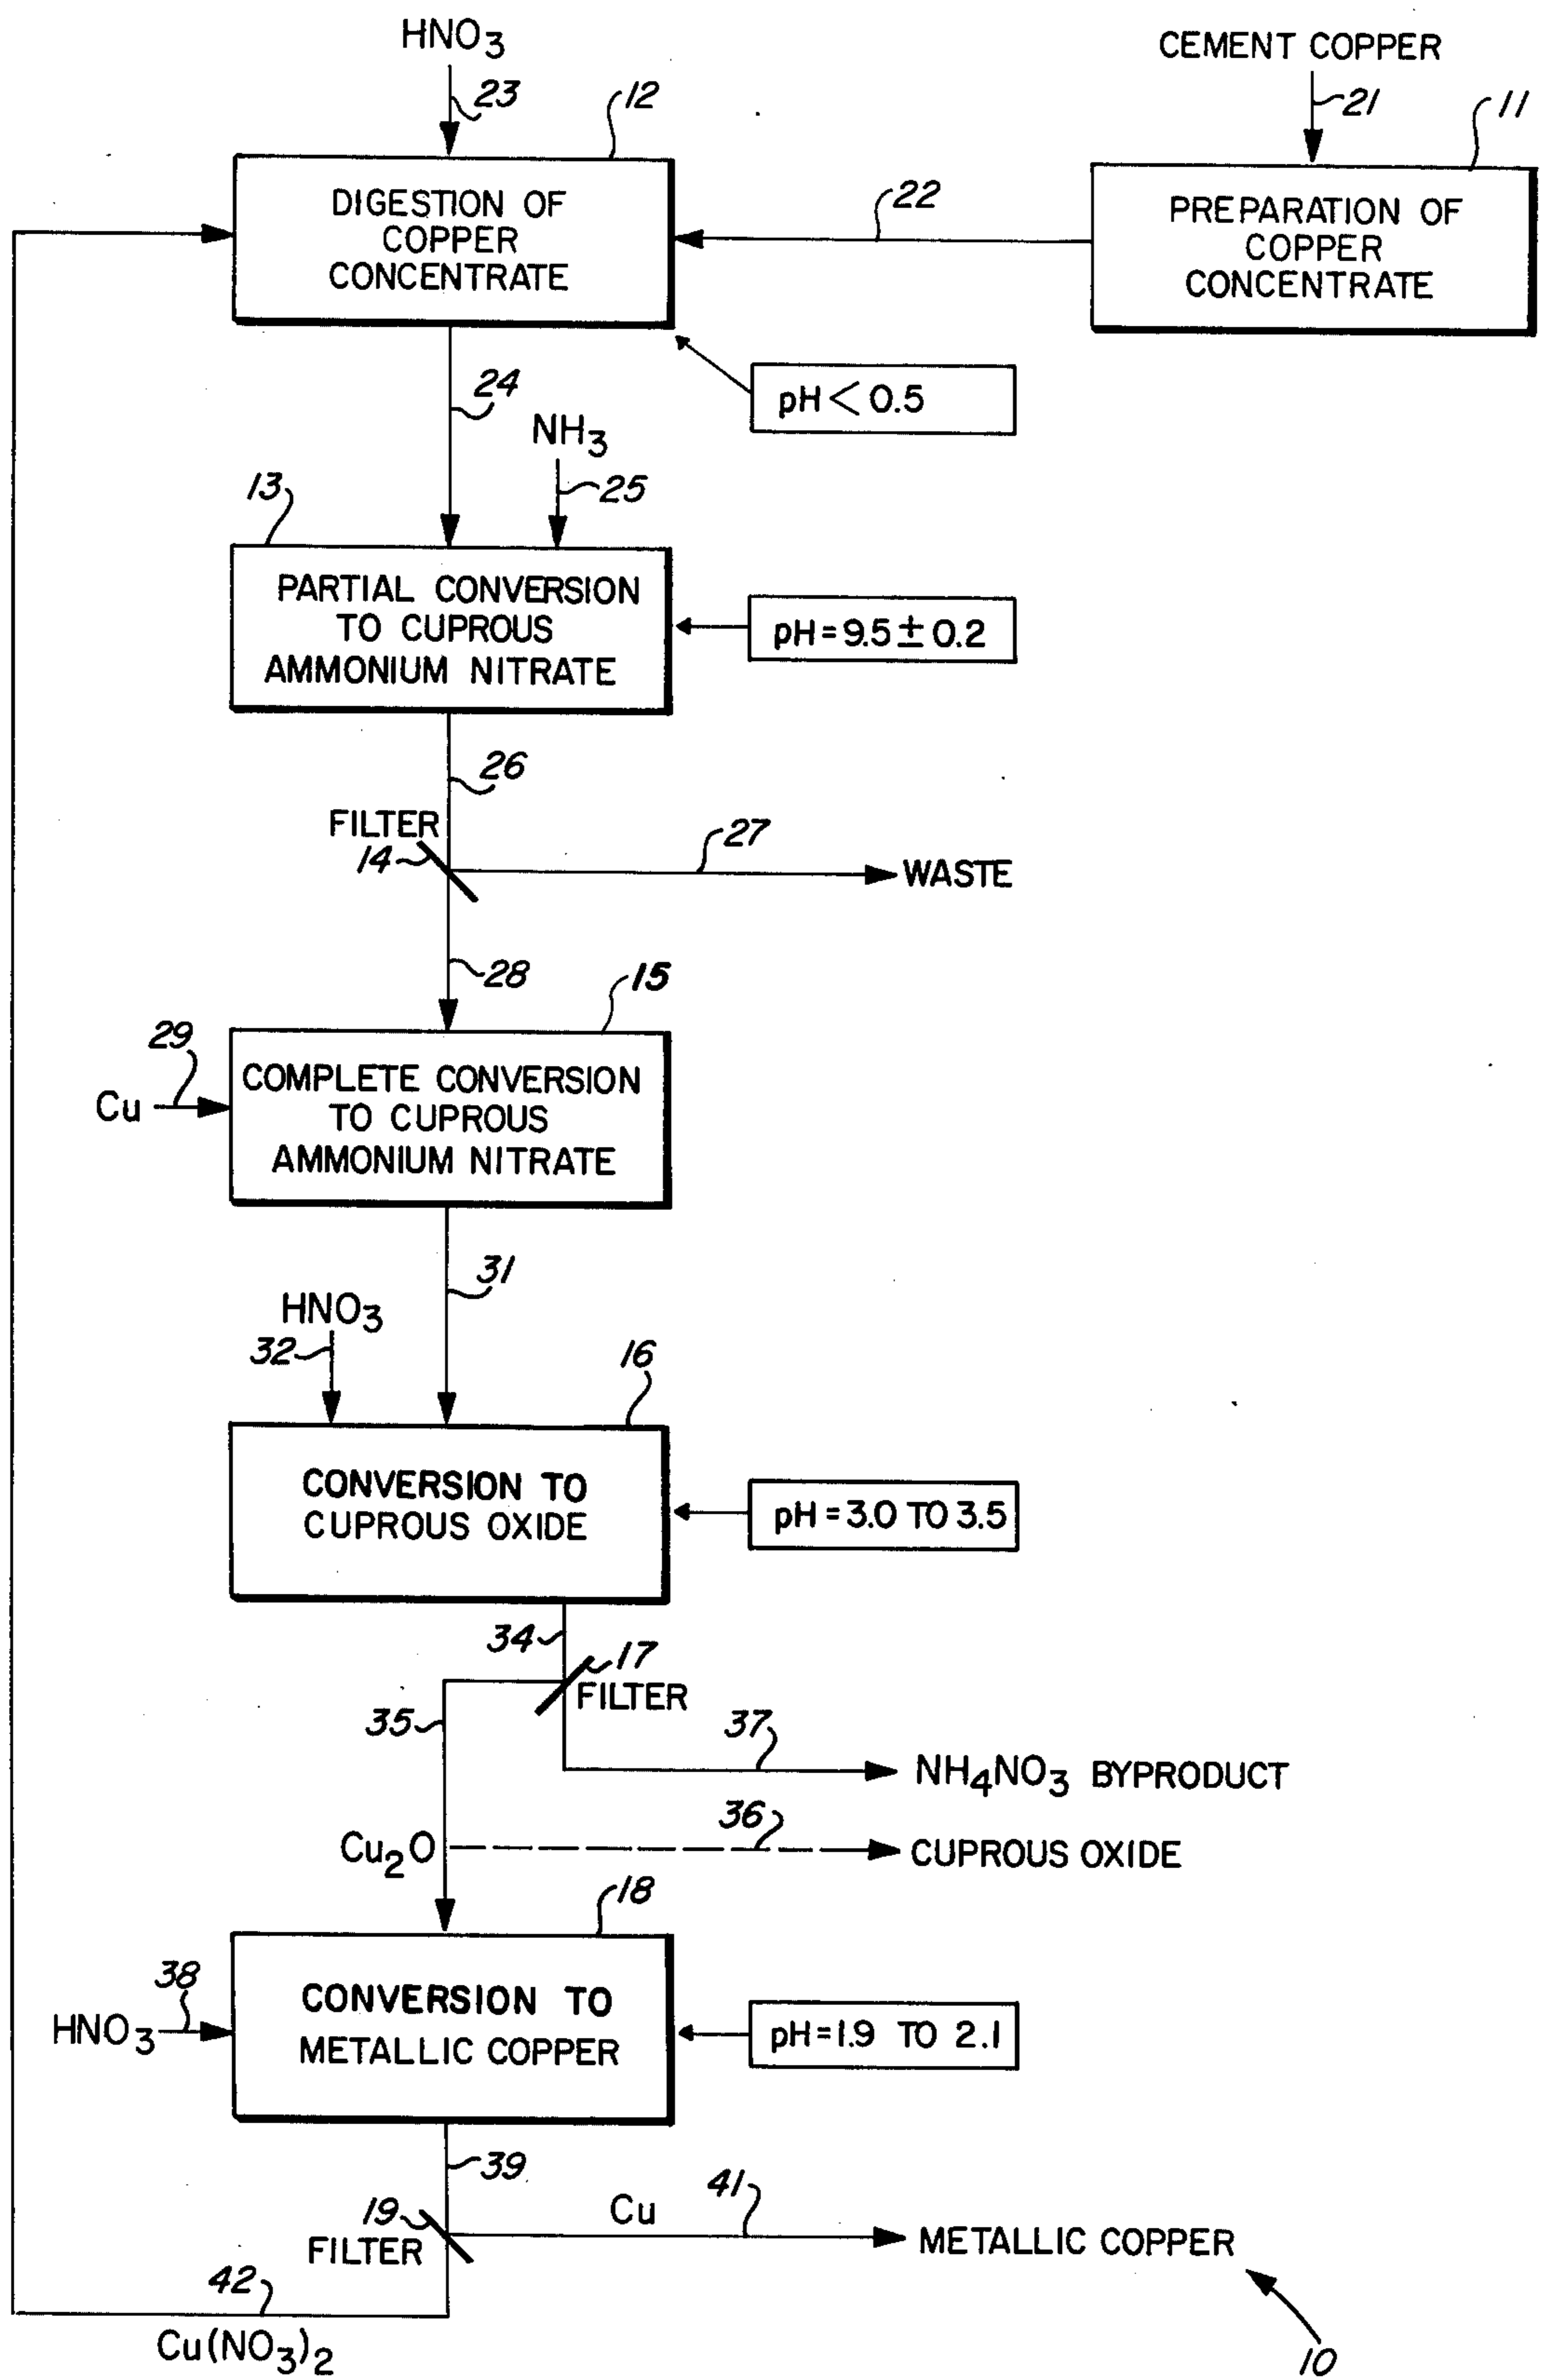 HNO3
CEMENT COPPER
23
12
21
11
DIGESTION OF
COPPER
CONCENTRATE
22
PREPARATION OF
COPPER
CONCENTRATE
24
pH < 0.5
NH3
25
13
PARTIAL CONVERSION
TO CUPROUS
AMMONIUM NITRATE
pH = 9.5 ± 0.2
26
FILTER
14
27
WASTE
28
15
29
Cu
COMPLETE CONVERSION
TO CUPROUS
AMMONIUM NITRATE
31
HNO3
32
16
CONVERSION TO
CUPROUS OXIDE
pH = 3.0 TO 3.5
34
17
FILTER
35
37
NH4NO3 BYPRODUCT
36
Cu2O
CUPROUS OXIDE
18
38
HNO3
CONVERSION TO
METALLIC COPPER
pH = 1.9 TO 2.1
39
19
FILTER
Cu
41
METALLIC COPPER
42
Cu(NO3)2
10